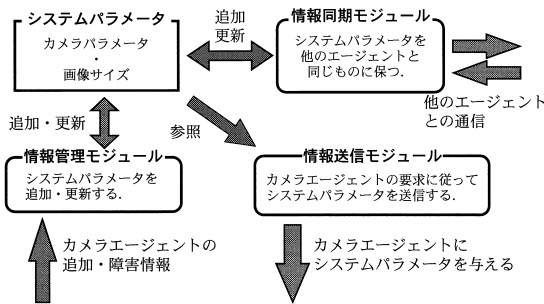 システムパラメータ
カメラパラメータ
・
画像サイズ
追加
更新
情報同期モジュール
システムパラメータを
他のエージェントと
同じものに保つ．
他のエージェント
との通信
追加・更新
参照
情報管理モジュール
システムパラメータを
追加・更新する．
情報送信モジュール
カメラエージェントの要求に従って
システムパラメータを送信する．
カメラエージェントの
追加・障害情報
カメラエージェントに
システムパラメータを与える